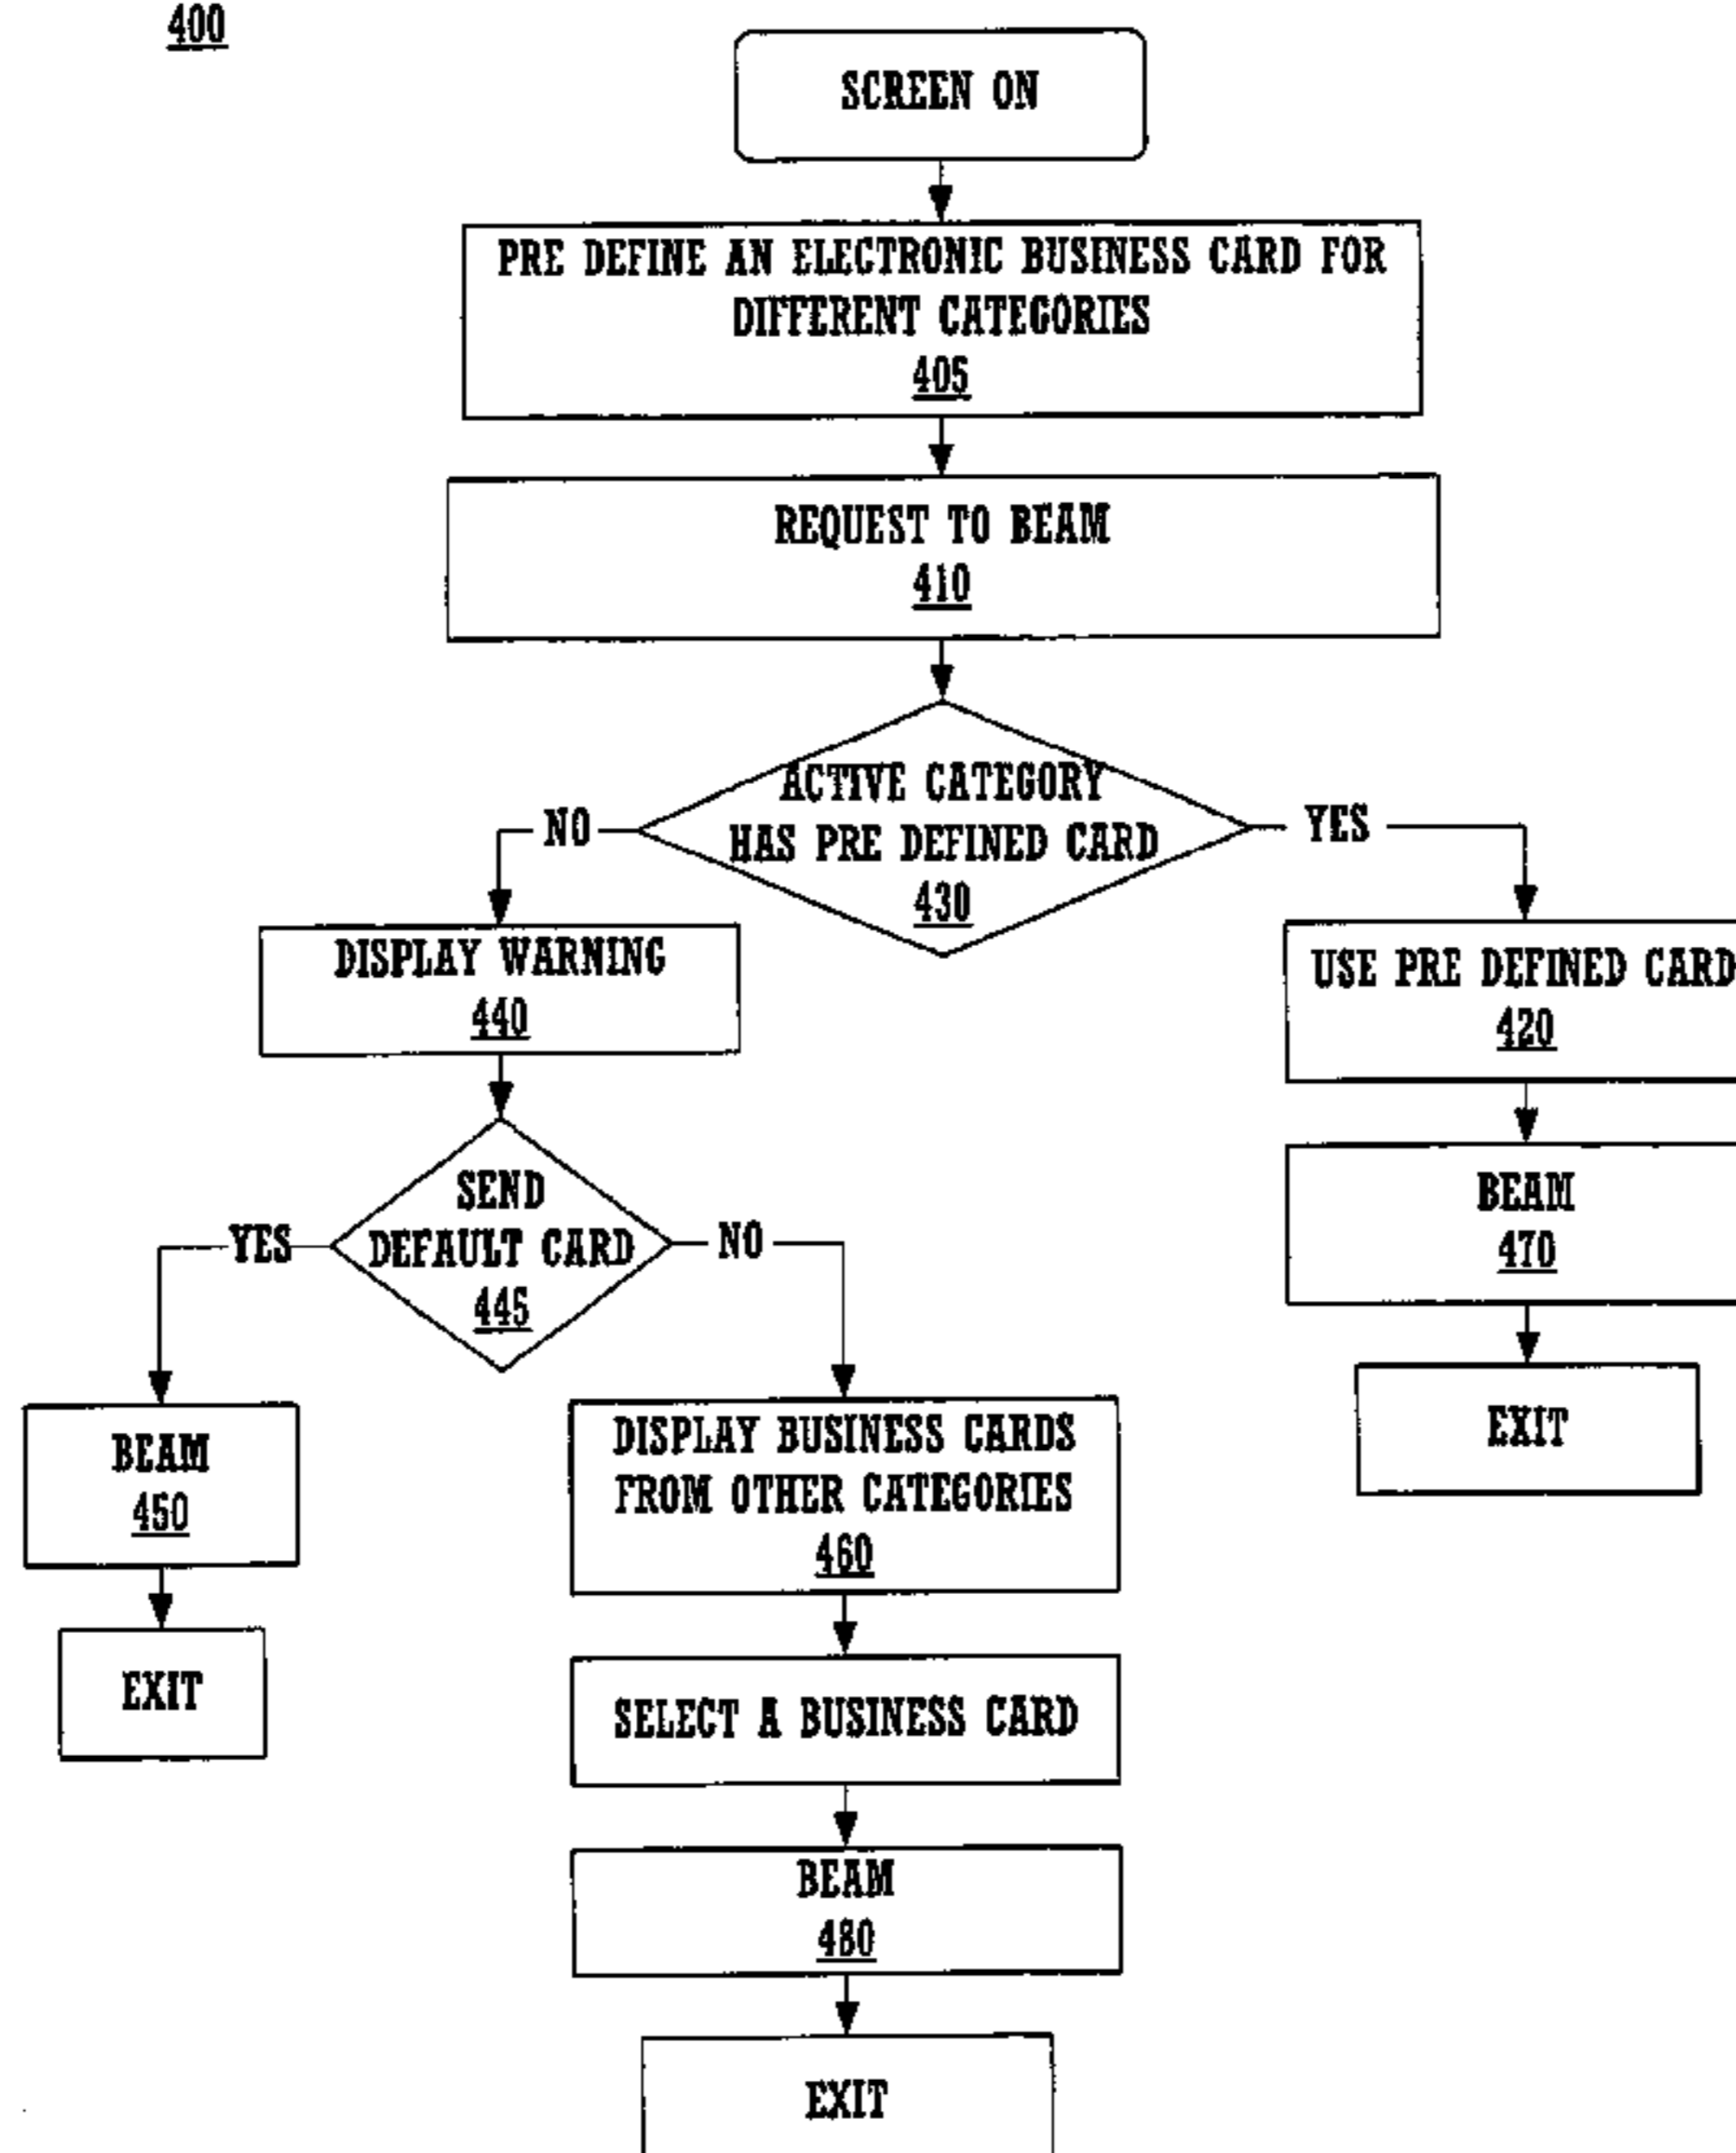 400
SCREEN ON
PRE DEFINE AN ELECTRONIC BUSINESS CARD FOR
DIFFERENT CATEGORIES
405
REQUEST TO BEAM
410
ACTIVE CATEGORY
HAS PRE DEFINED CARD
430
NO
YES
DISPLAY WARNING
440
USE PRE DEFINED CARD
420
SEND
DEFAULT CARD
445
YES
NO
BEAM
470
EXIT
BEAM
450
EXIT
DISPLAY BUSINESS CARDS
FROM OTHER CATEGORIES
460
SELECT A BUSINESS CARD
BEAM
480
EXIT